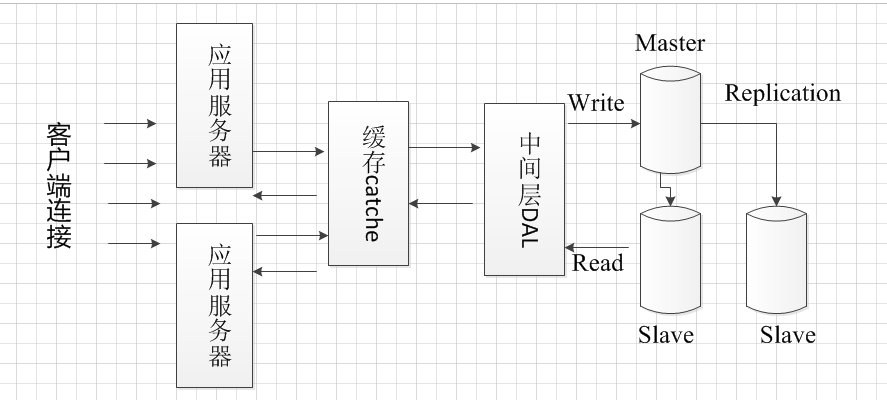 客户端连接
应用服务器
应用服务器
缓存catche
中间层DAL
Write
Read
Master
Replication
Slave
Slave